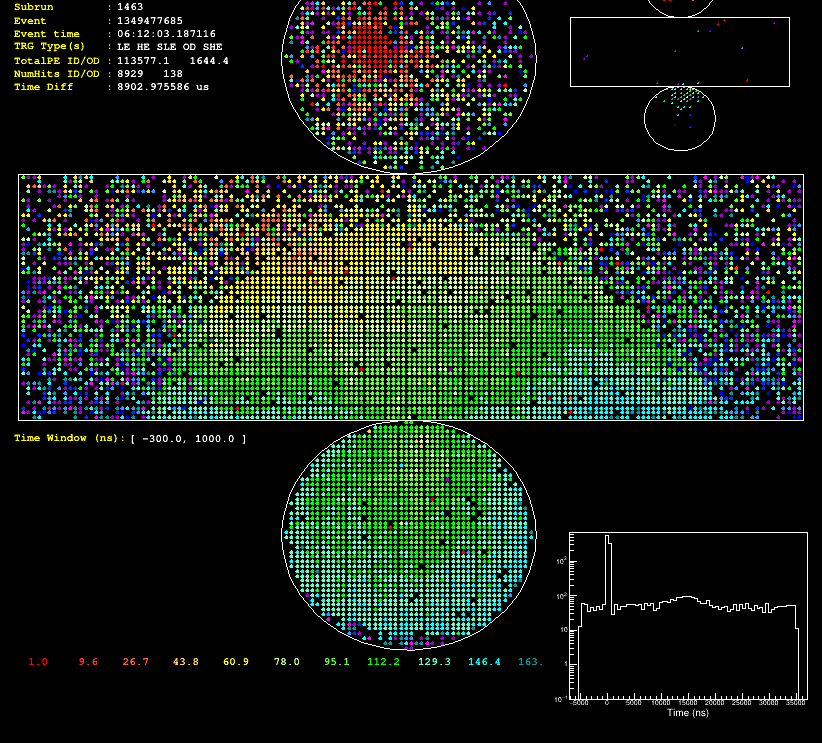 Subrun : 1463
Event : 1349477685
Event time : 06:12:03.187116
TRG Type(s) : LE HE SLE OD SHE
TotalPE ID/OD : 113577.1 1644.4
NumHits ID/OD : 8929 138
Time Diff : 8902.975586 us
Time Window (ns): [ -300.0, 1000.0 ]
10³
10²
10
1
10⁻¹
-5000 0 5000 10000 15000 20000 25000 30000 35000
Time (ns)
1.0 9.6 26.7 43.8 60.9 78.0 95.1 112.2 129.3 146.4 163.